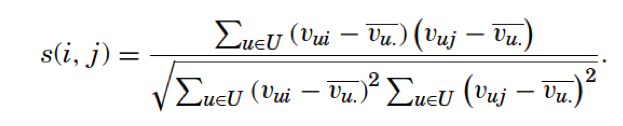 s(i, j) = \frac{\sum_{u \in U} (v_{ui} - \overline{v_{u.}}) (v_{uj} - \overline{v_{u.}})}{\sqrt{\sum_{u \in U} (v_{ui} - \overline{v_{u.}})^2 \sum_{u \in U} (v_{uj} - \overline{v_{u.}})^2}}.